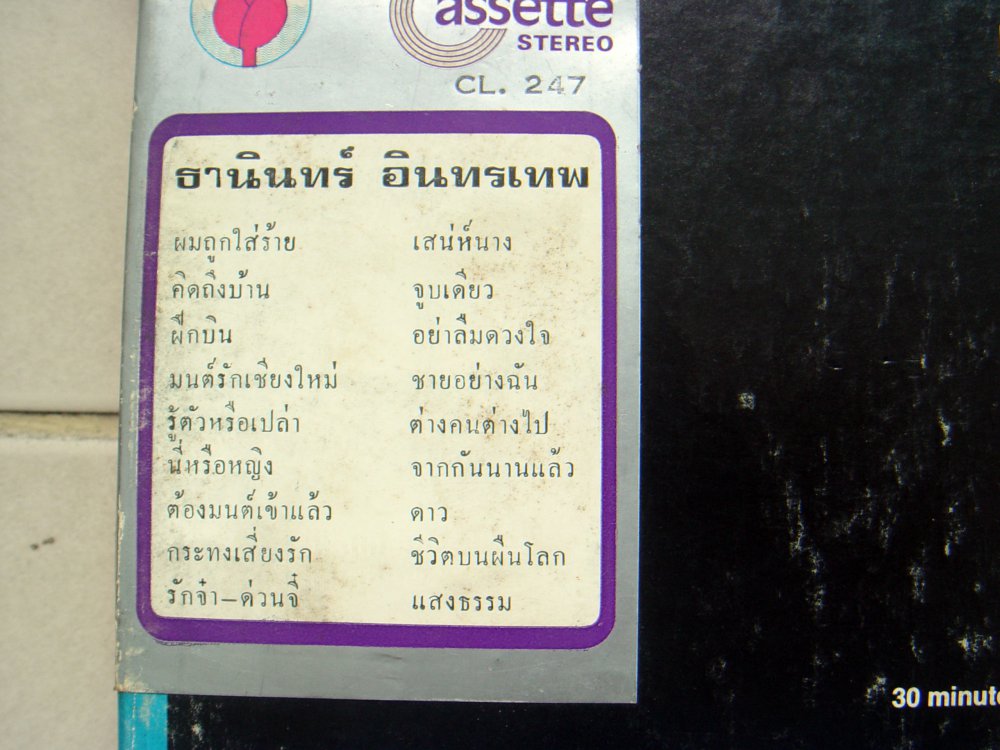 assette
STEREO
CL. 247
ธานินทร์ อินทรเทพ
ผมถูกใส่ร้าย เสน่ห์นาง
คิดถึงบ้าน จูบเดียว
ฝึกบิน อย่าลืมดวงใจ
มนต์รักเชียงใหม่ ชายอย่างฉัน
รู้ตัวหรือเปล่า ต่างคนต่างไป
นี่หรือหญิง จากกันนานแล้ว
ต้องมนต์เข้าแล้ว ดาว
กระทงเสี่ยงรัก ชีวิตบนผืนโลก
รักจ๋า-ด่วนจี๋ แสงธรรม
30 minute